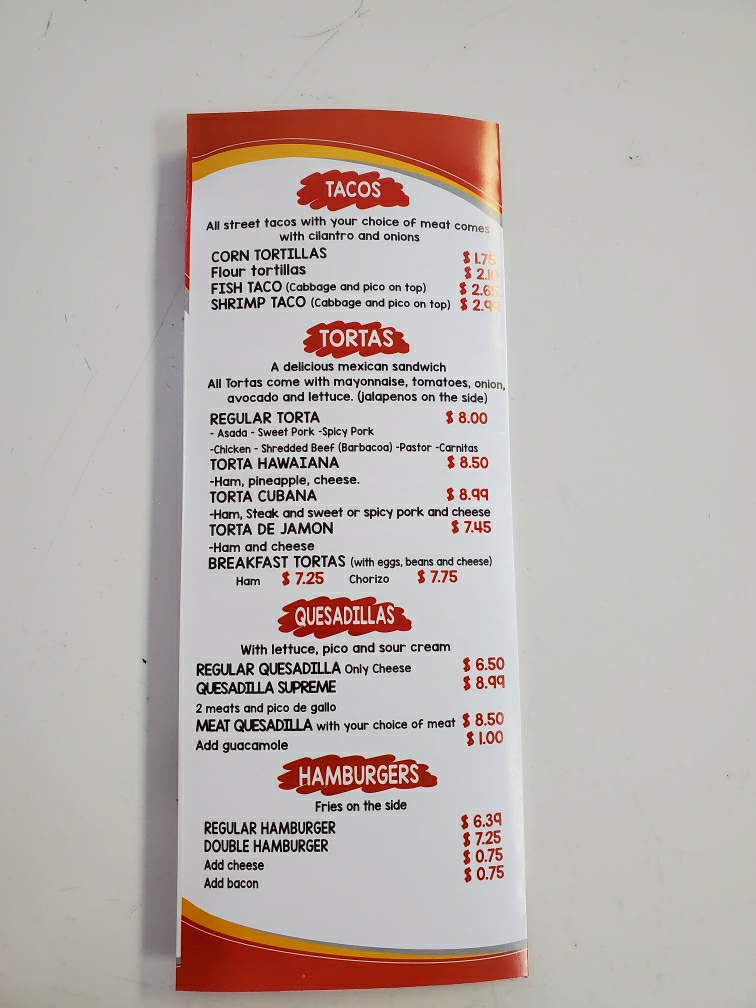 TACOS
All street tacos with your choice of meat comes
with cilantro and onions
CORN TORTILLAS $ 1.75
Flour tortillas $ 2.10
FISH TACO (Cabbage and pico on top) $ 2.65
SHRIMP TACO (Cabbage and pico on top) $ 2.99
TORTAS
A delicious mexican sandwich
All Tortas come with mayonnaise, tomatoes, onion,
avocado and lettuce. (jalapenos on the side)
REGULAR TORTA $ 8.00
- Asada - Sweet Pork -Spicy Pork
-Chicken - Shredded Beef (Barbacoa) -Pastor -Carnitas
TORTA HAWAIANA $ 8.50
-Ham, pineapple, cheese.
TORTA CUBANA $ 8.99
-Ham, Steak and sweet or spicy pork and cheese
TORTA DE JAMON $ 7.45
-Ham and cheese
BREAKFAST TORTAS (with eggs, beans and cheese)
Ham $ 7.25 Chorizo $ 7.75
QUESADILLAS
With lettuce, pico and sour cream
REGULAR QUESADILLA Only Cheese $ 6.50
QUESADILLA SUPREME $ 8.99
2 meats and pico de gallo
MEAT QUESADILLA with your choice of meat $ 8.50
Add guacamole $ 1.00
HAMBURGERS
Fries on the side
REGULAR HAMBURGER $ 6.39
DOUBLE HAMBURGER $ 7.25
Add cheese $ 0.75
Add bacon $ 0.75